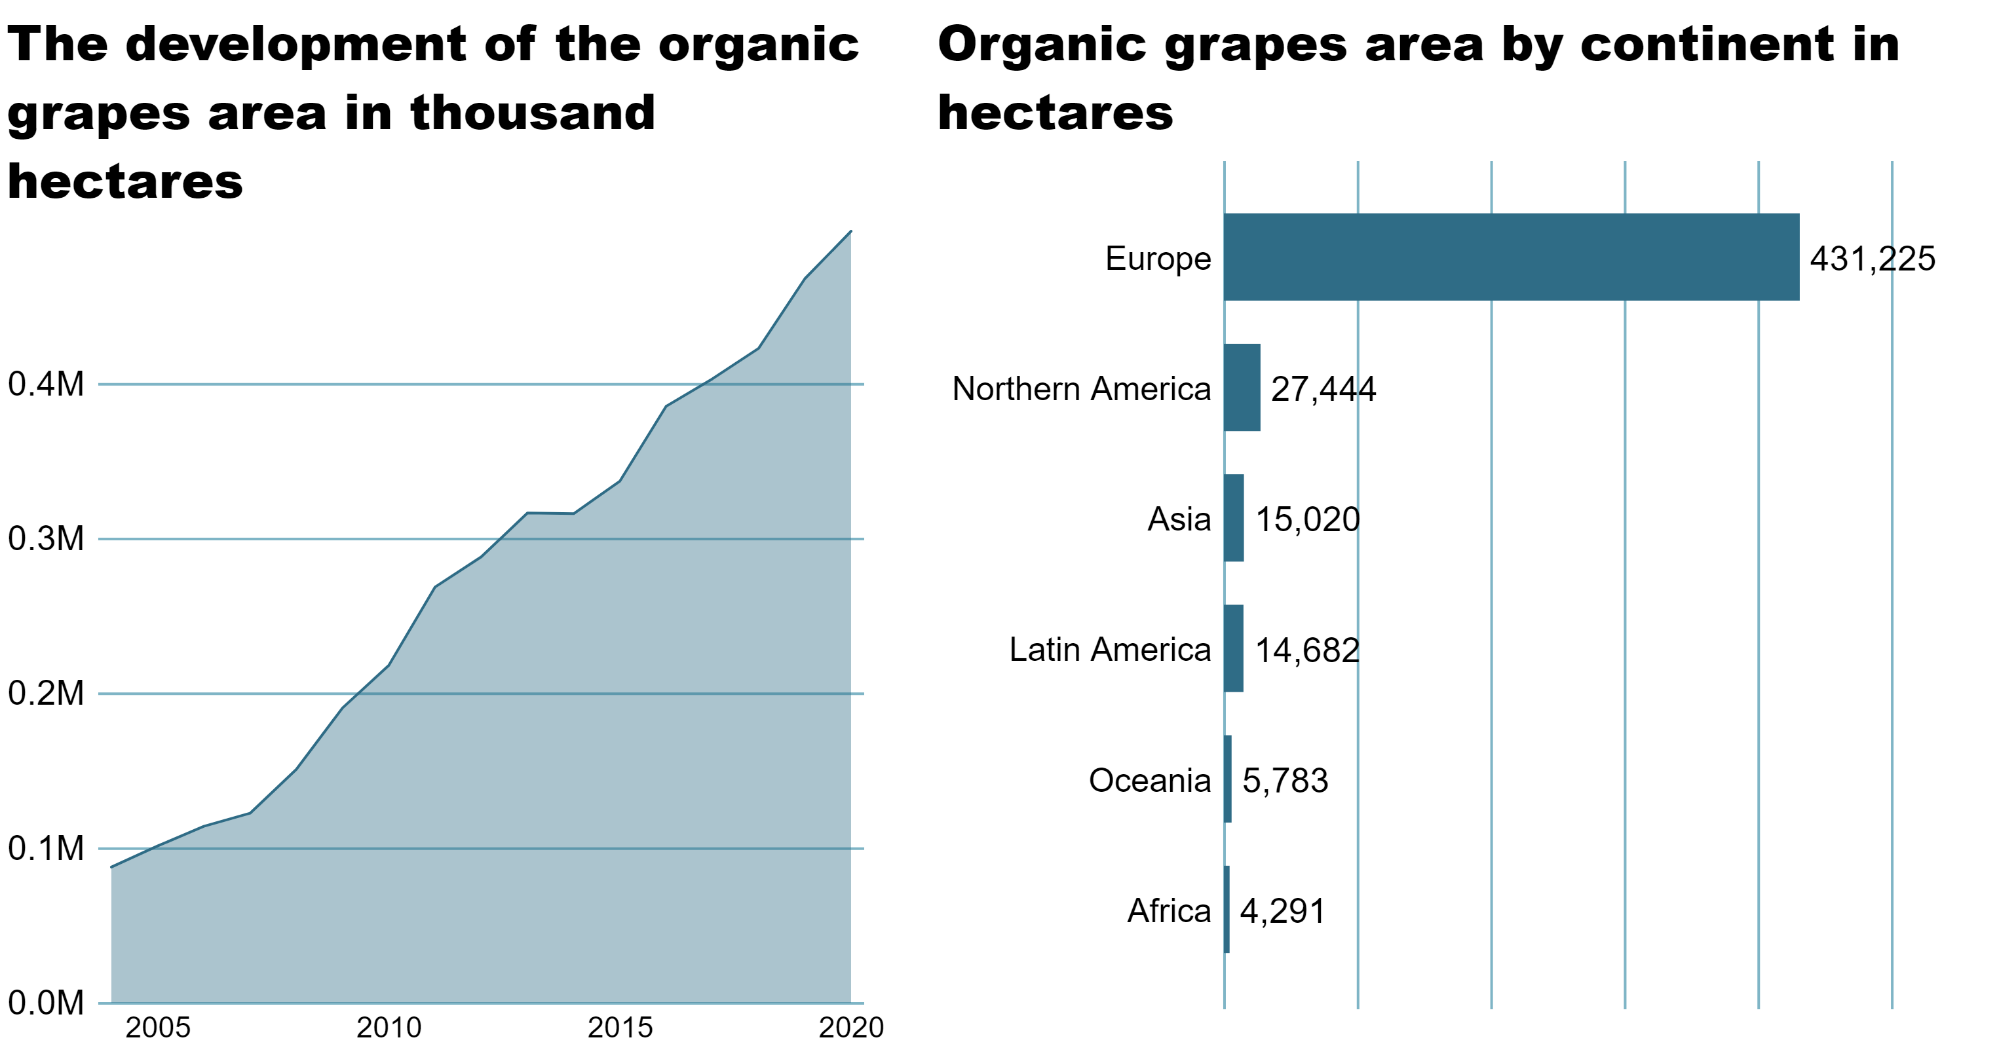 The development of the organic
grapes area in thousand
hectares
0.4M
0.3M
0.2M
0.1M
0.0M
2005
2010
2015
2020
Organic grapes area by continent in
hectares
Europe 431,225
Northern America 27,444
Asia 15,020
Latin America 14,682
Oceania 5,783
Africa 4,291